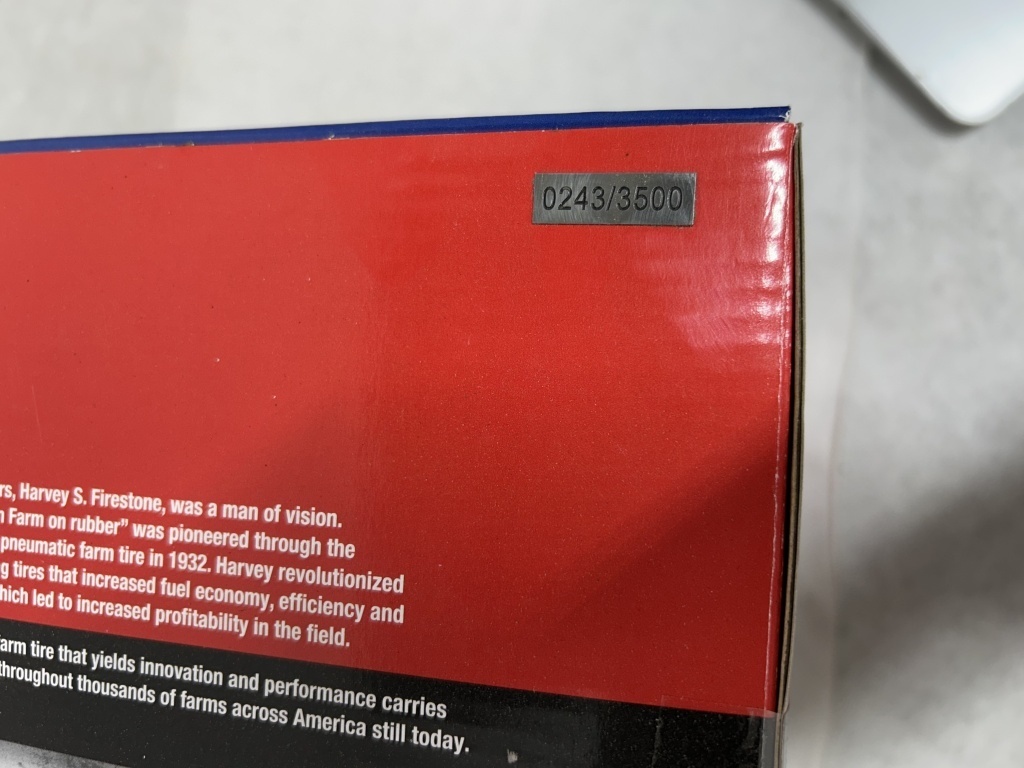 0243/3500
rs, Harvey S. Firestone, was a man of vision.
Farm on rubber” was pioneered through the
pneumatic farm tire in 1932. Harvey revolutionized
g tires that increased fuel economy, efficiency and
hich led to increased profitability in the field.
arm tire that yields innovation and performance carries
throughout thousands of farms across America still today.